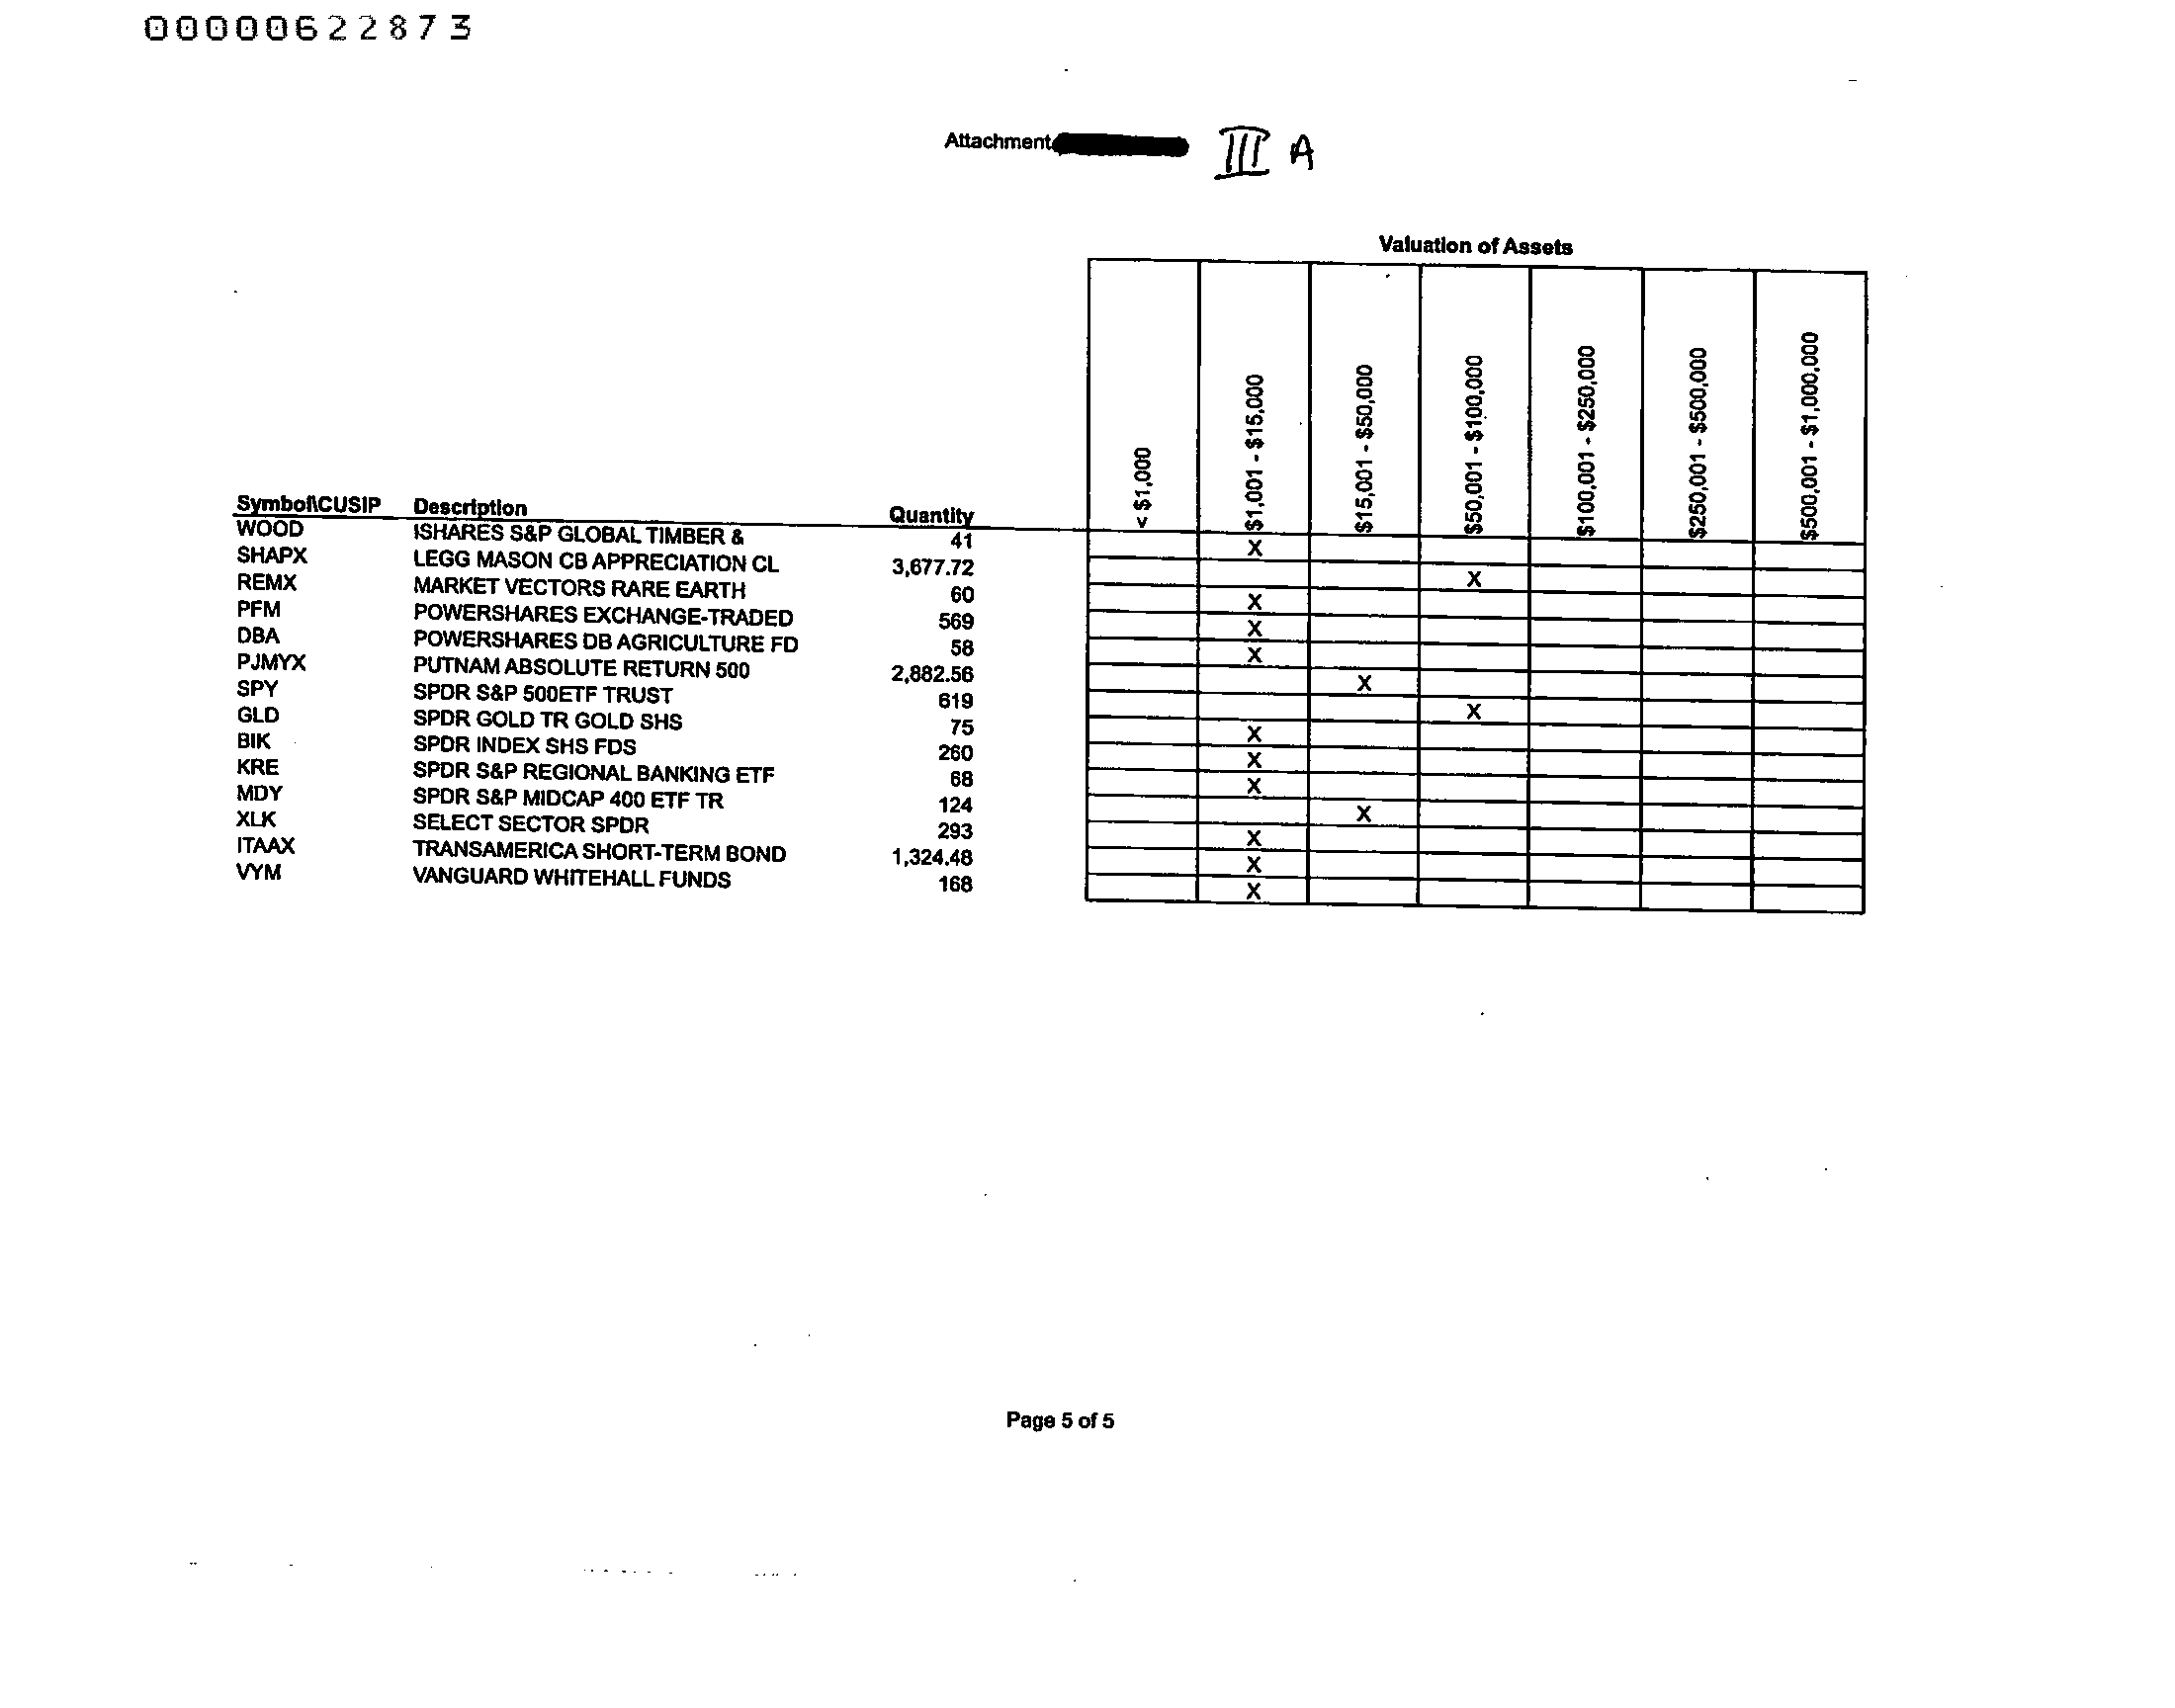 00000622873
Attachment III A
Valuation of Assets
Symbol\CUSIP Description Quantity < $1,000 $1,001 - $15,000 $15,001 - $50,000 $50,001 - $100,000 $100,001 - $250,000 $250,001 - $500,000 $500,001 - $1,000,000
WOOD ISHARES S&P GLOBAL TIMBER & 41 X
SHAPX LEGG MASON CB APPRECIATION CL 3,677.72 X
REMX MARKET VECTORS RARE EARTH 60 X
PFM POWERSHARES EXCHANGE-TRADED 569 X
DBA POWERSHARES DB AGRICULTURE FD 58 X
PJMYX PUTNAM ABSOLUTE RETURN 500 2,882.56 X
SPY SPDR S&P 500ETF TRUST 619 X
GLD SPDR GOLD TR GOLD SHS 75 X
BIK SPDR INDEX SHS FDS 260 X
KRE SPDR S&P REGIONAL BANKING ETF 68 X
MDY SPDR S&P MIDCAP 400 ETF TR 124 X
XLK SELECT SECTOR SPDR 293 X
ITAAX TRANSAMERICA SHORT-TERM BOND 1,324.48 X
VYM VANGUARD WHITEHALL FUNDS 168 X
Page 5 of 5